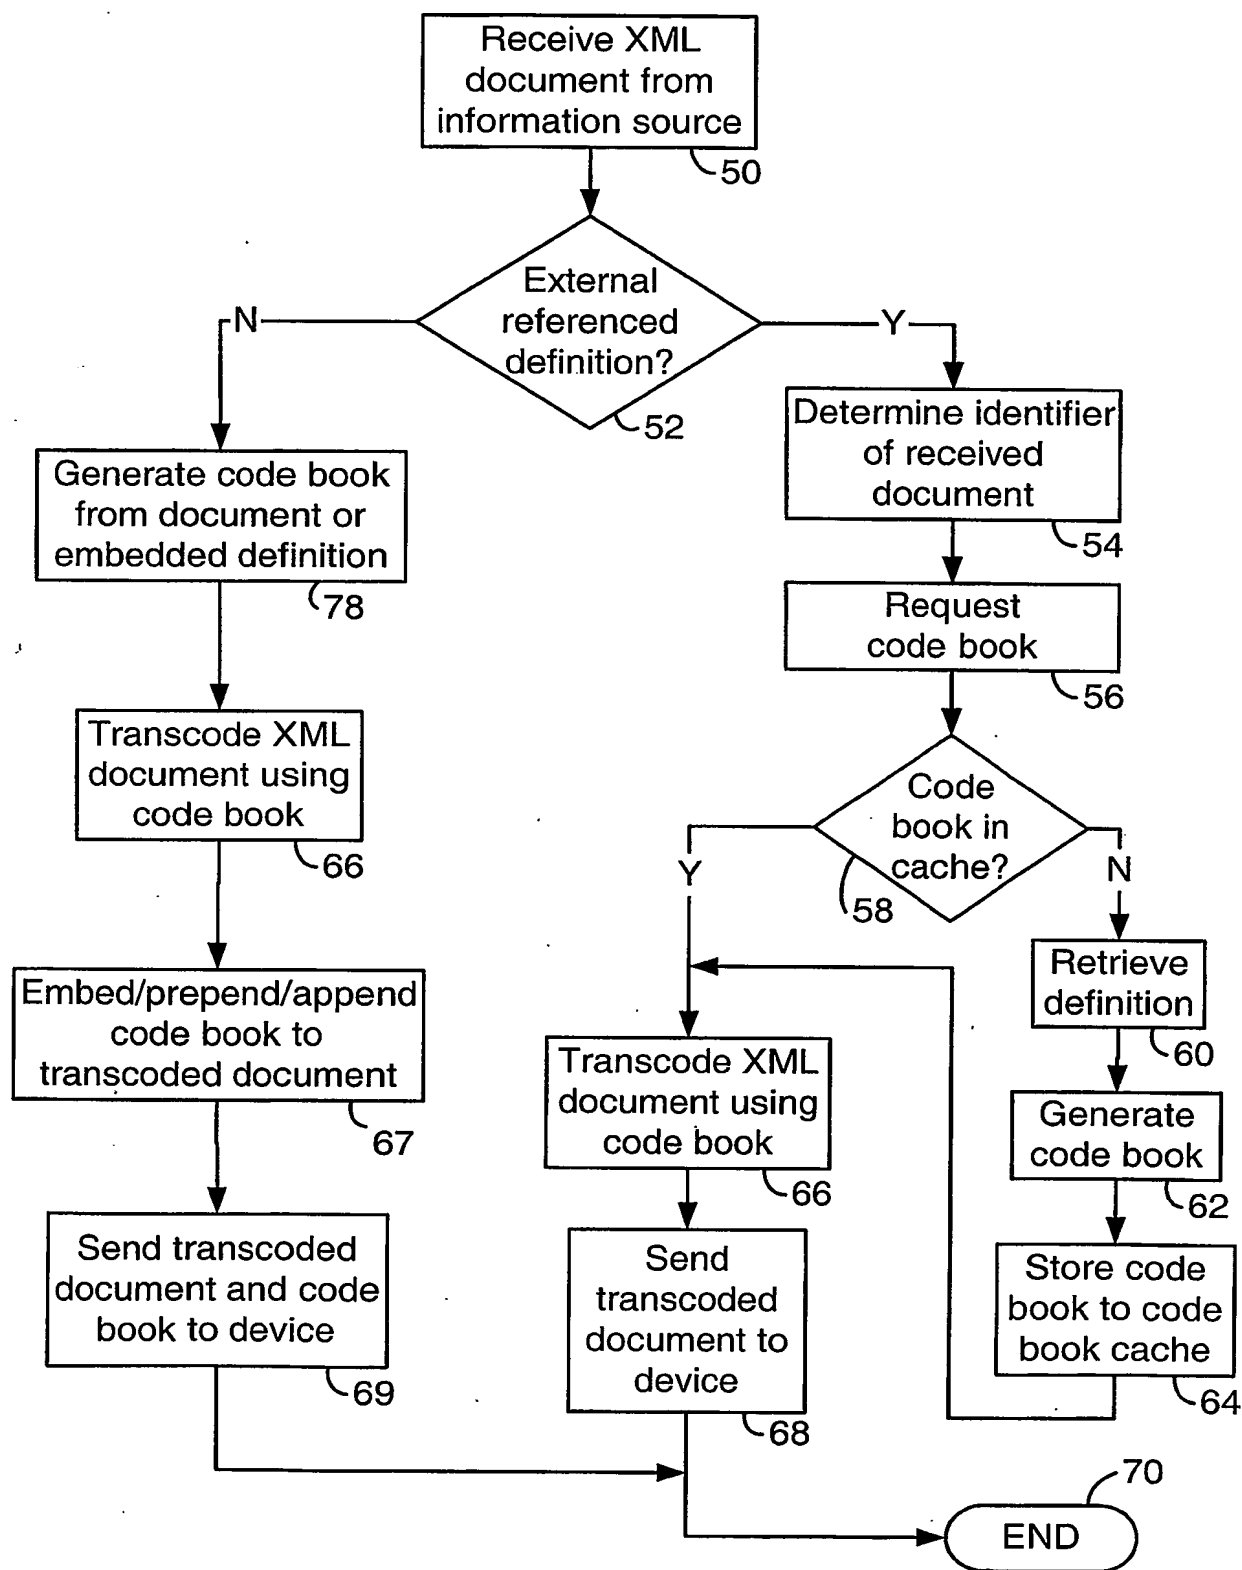 Receive XML
document from
information source
50
External
referenced
definition?
52
N
Y
Determine identifier
of received
document
54
Generate code book
from document or
embedded definition
78
Request
code book
56
Transcode XML
document using
code book
66
Code
book in
cache?
58
Y
N
Retrieve
definition
60
Embed/prepend/append
code book to
transcoded document
67
Transcode XML
document using
code book
66
Generate
code book
62
Send transcoded
document and code
book to device
69
Send
transcoded
document to
device
68
Store code
book to code
book cache
64
70
END